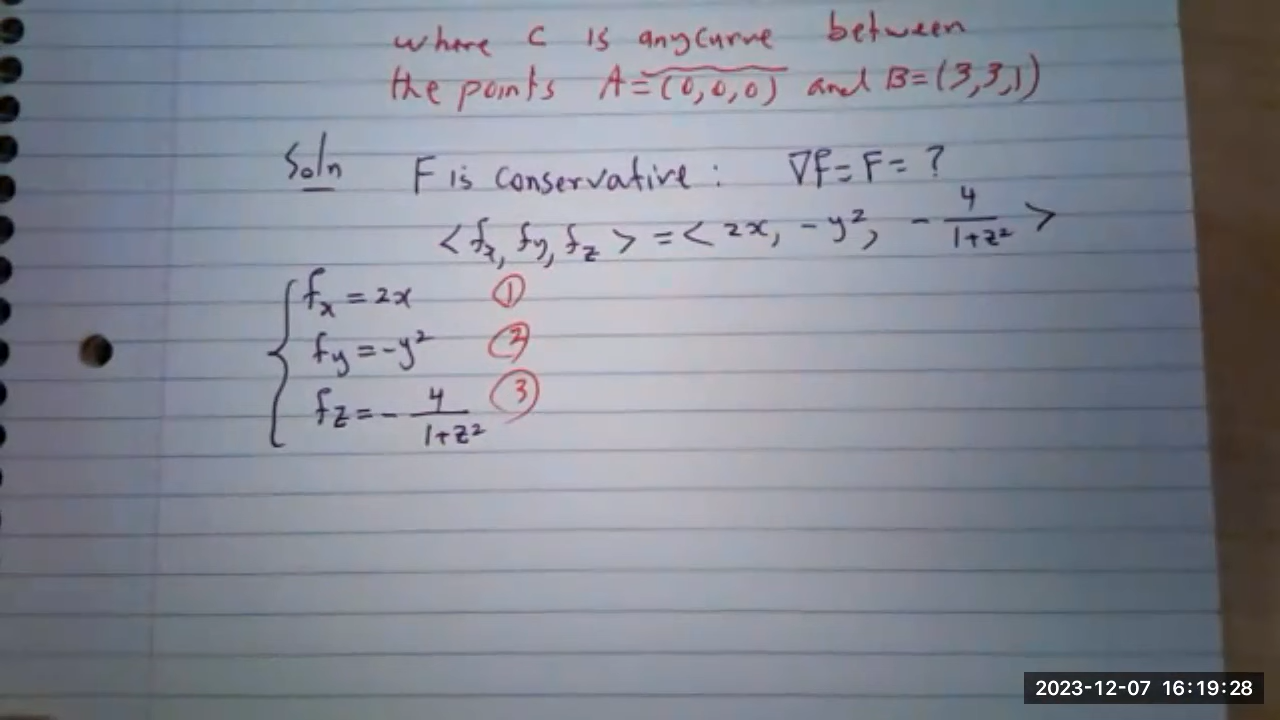 where C is any curve between
the points A=(0,0,0) and B=(3,3,1)
Soln F is conservative: ∇f=F=?
<fx, fy, fz> = <2x, -y², -4/(1+z²)>
fx = 2x ①
fy = -y² ②
fz = -4/(1+z²) ③
2023-12-07 16:19:28